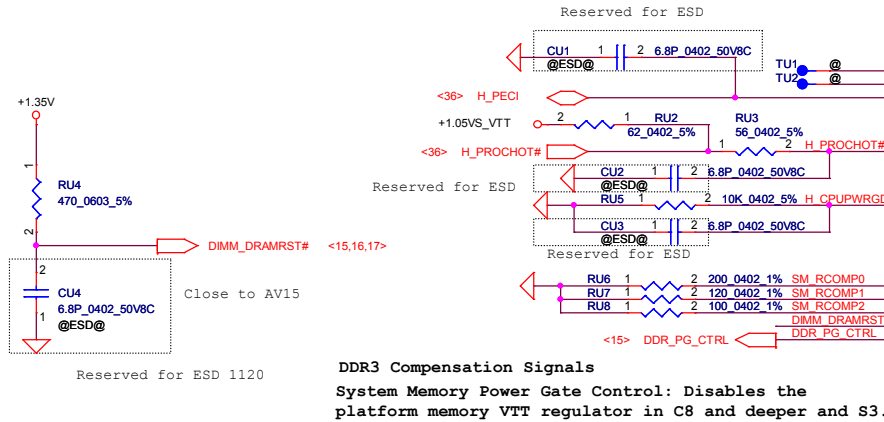 Reserved for ESD
CU1 1 2 6.8P_0402_50V8C
@ESD@
TU1 @
TU2 @
<36> H_PECI
+1.35V
+1.05VS_VTT 2 1 RU2
62_0402_5%
RU3
56_0402_5%
<36> H_PROCHOT# 1 2 H_PROCHOT#
1
RU4
470_0603_5%
2
CU2 1 2 6.8P_0402_50V8C
@ESD@
Reserved for ESD
RU5 1 2 10K_0402_5% H_CPUPWRGD
CU3 1 2 6.8P_0402_50V8C
@ESD@
Reserved for ESD
DIMM_DRAMRST# <15,16,17>
2
CU4
6.8P_0402_50V8C
1
@ESD@
Close to AV15
Reserved for ESD 1120
RU6 1 2 200_0402_1% SM_RCOMP0
RU7 1 2 120_0402_1% SM_RCOMP1
RU8 1 2 100_0402_1% SM_RCOMP2
DIMM_DRAMRST
<15> DDR_PG_CTRL DDR_PG_CTRL
DDR3 Compensation Signals
System Memory Power Gate Control: Disables the
platform memory VTT regulator in C8 and deeper and S3.